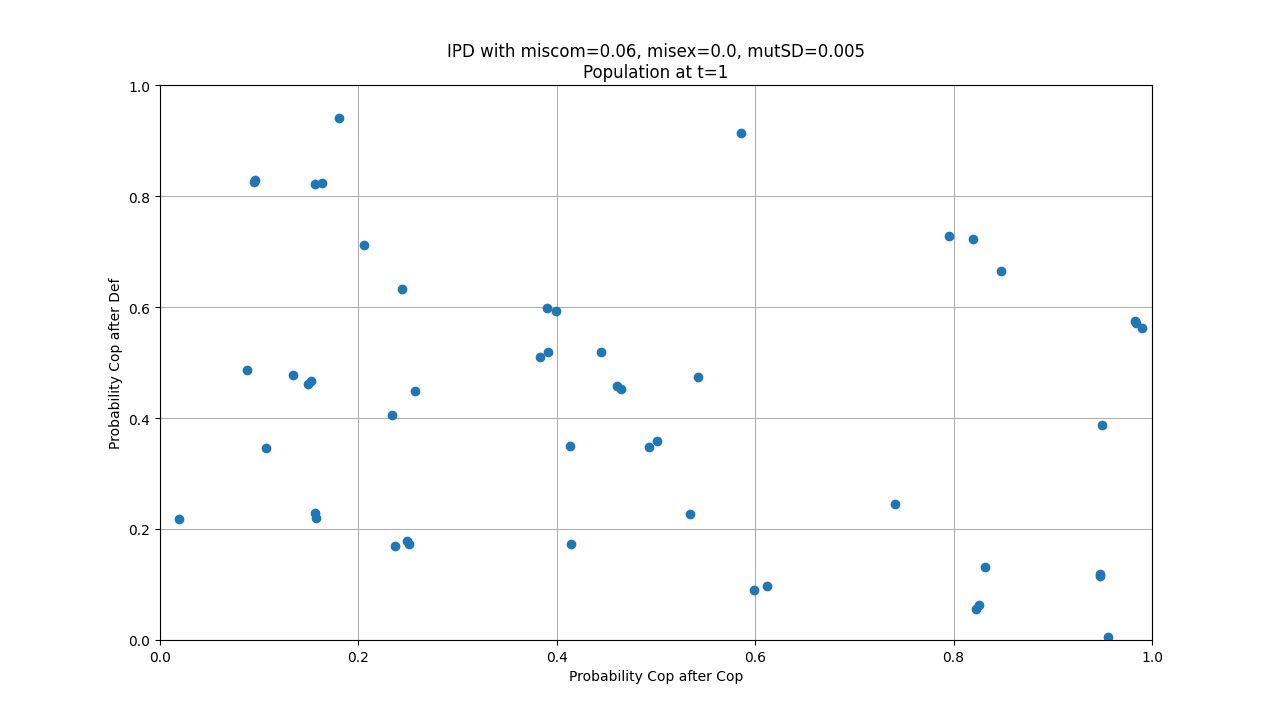 IPD with miscom=0.06, misex=0.0, mutSD=0.005
Population at t=1
1.0
0.8
0.6
0.4
0.2
0.0
Probability Cop after Def
0.0 0.2 0.4 0.6 0.8 1.0
Probability Cop after Cop